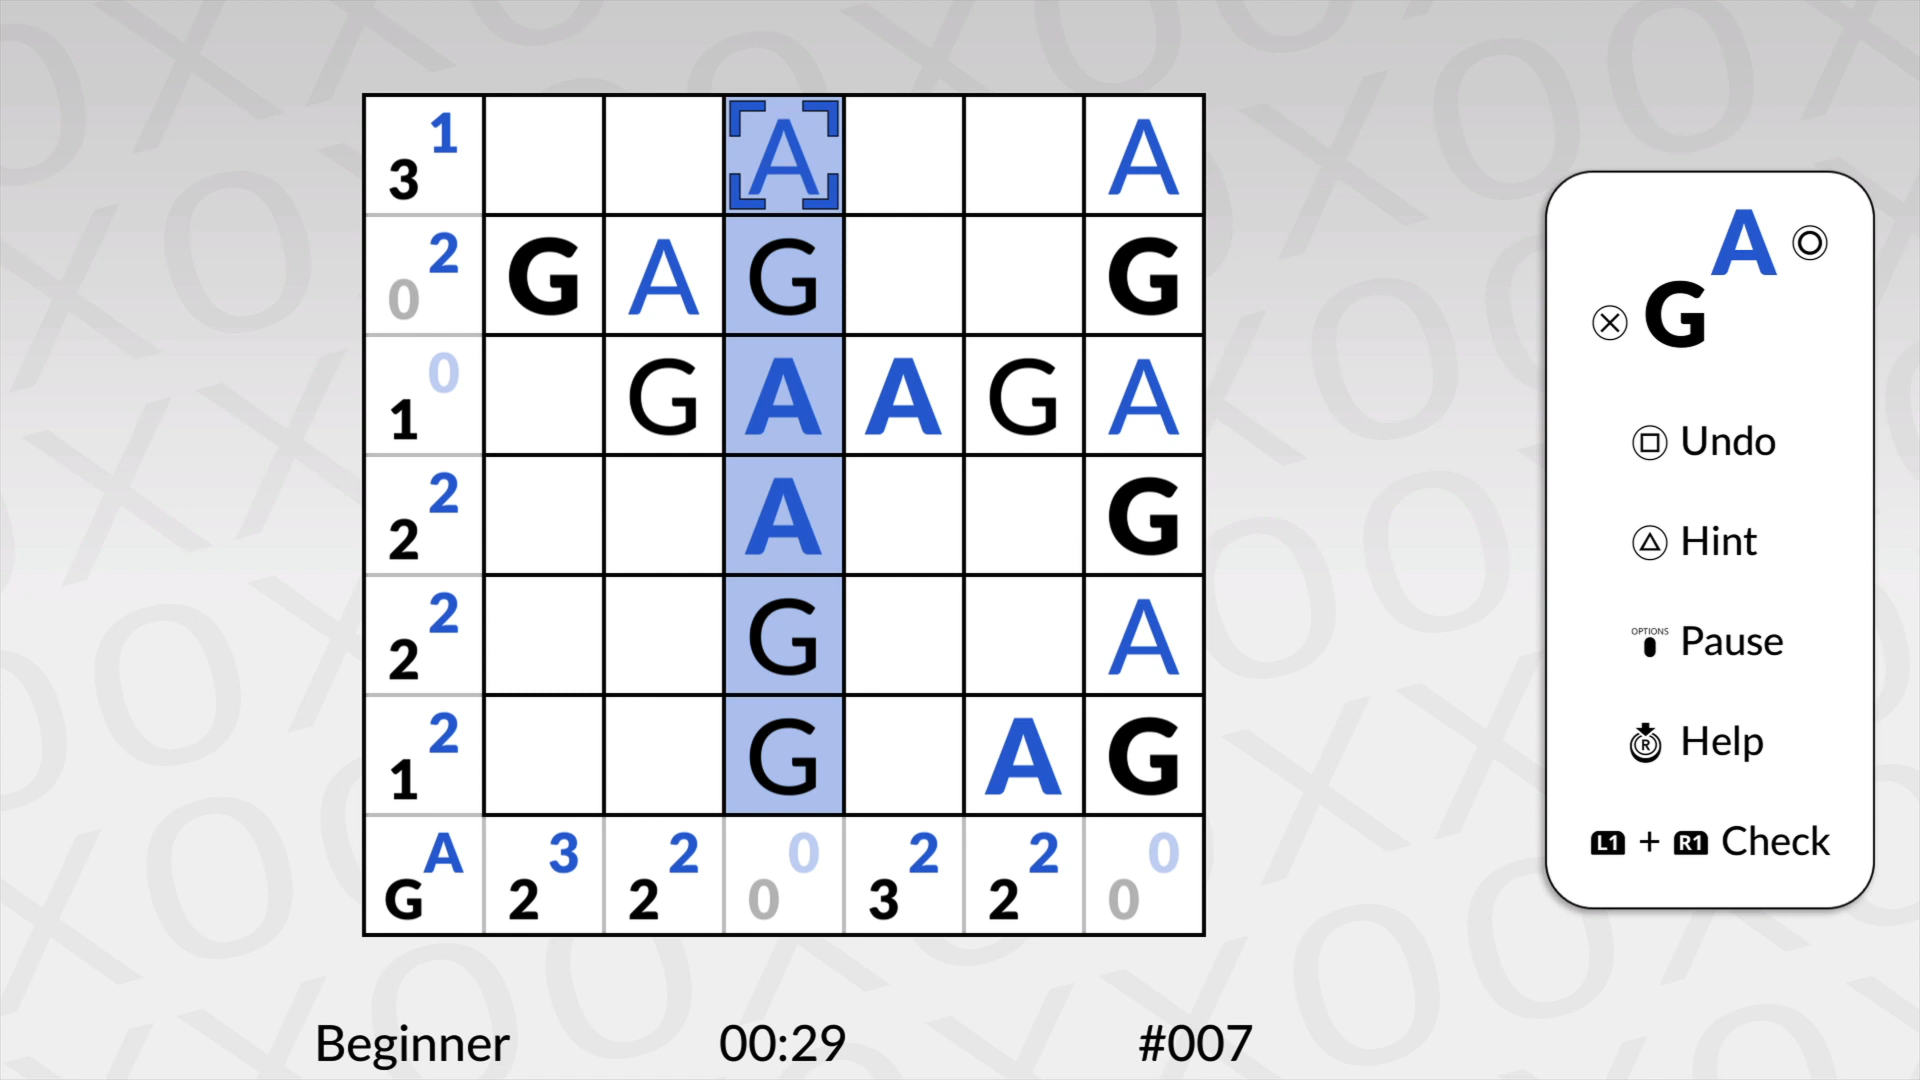 1
3 A A
2
0 G A G G
0
1 G A A G A
2
2 A G
2
2 G A
2
1 G A G
A 3 2 0 2 2 0
G 2 2 0 3 2 0
A
G
Undo
Hint
OPTIONS Pause
R Help
L1 + R1 Check
Beginner 00:29 #007